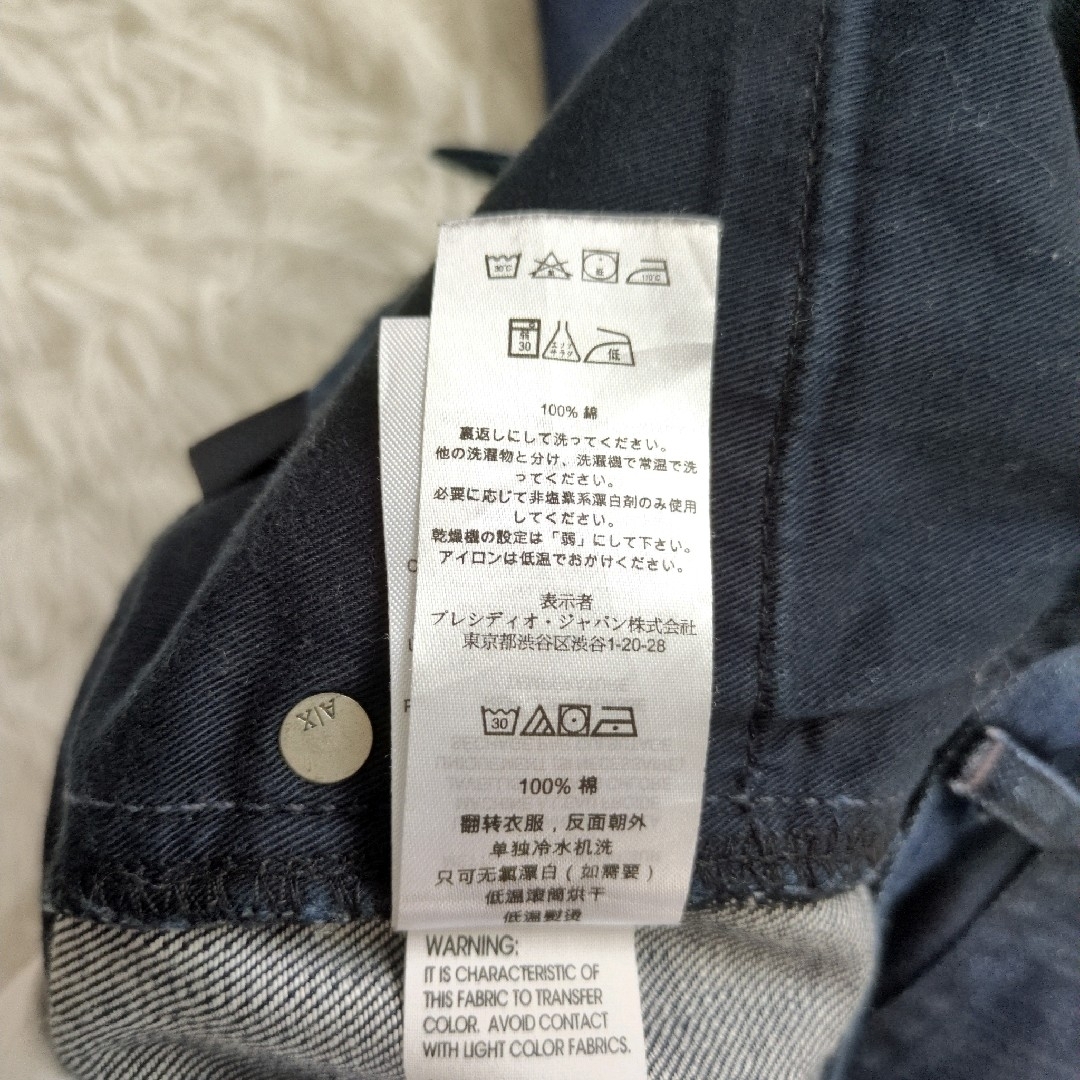 30℃
110℃
弱
30
エンソ
サラシ
低
100% 綿
裏返しにして洗ってください。
他の洗濯物と分け、洗濯機で常温で洗
ってください。
必要に応じて非塩素系漂白剤のみ使用
してください。
乾燥機の設定は「弱」にして下さい。
アイロンは低温でおかけください。
表示者
プレシディオ・ジャパン株式会社
東京都渋谷区渋谷1-20-28
A|X
30
100% 棉
翻转衣服，反面朝外
单独冷水机洗
只可无氯漂白（如需要）
低温滚筒烘干
低温熨烫
WARNING:
IT IS CHARACTERISTIC OF
THIS FABRIC TO TRANSFER
COLOR. AVOID CONTACT
WITH LIGHT COLOR FABRICS.